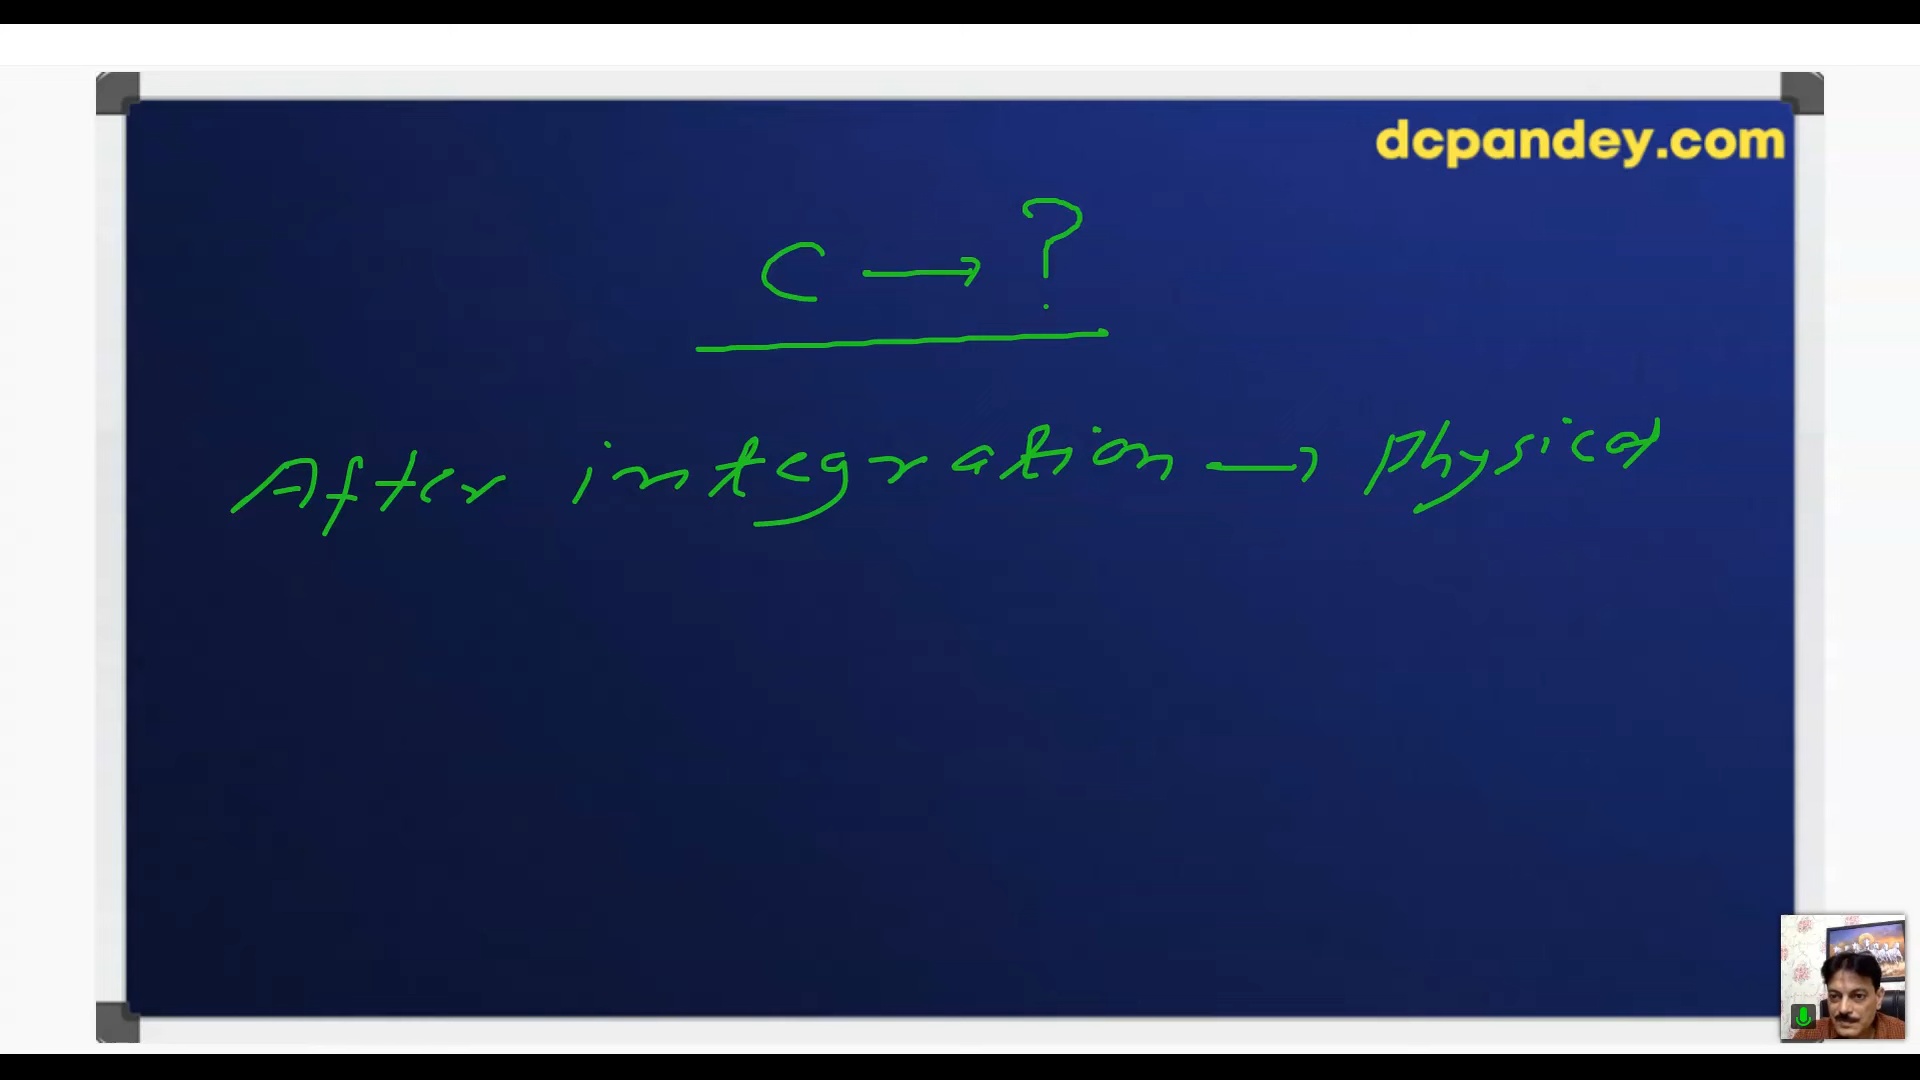 dcpandey.com
C → ?
After integration → Physical